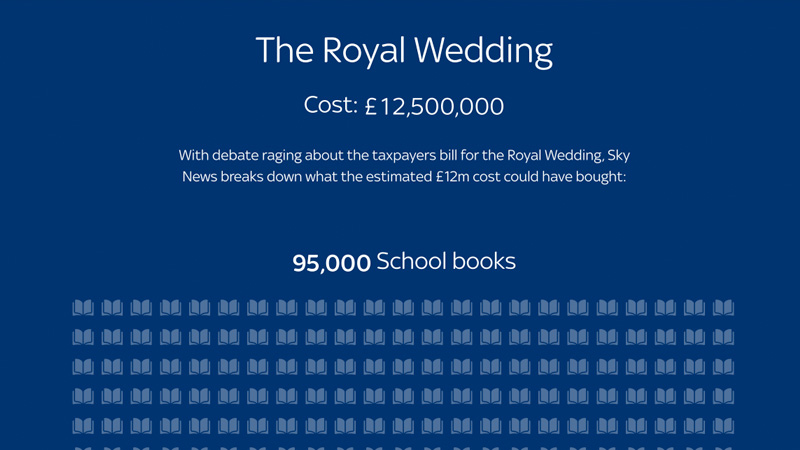 The Royal Wedding
Cost: £12,500,000
With debate raging about the taxpayers bill for the Royal Wedding, Sky
News breaks down what the estimated £12m cost could have bought:
95,000 School books